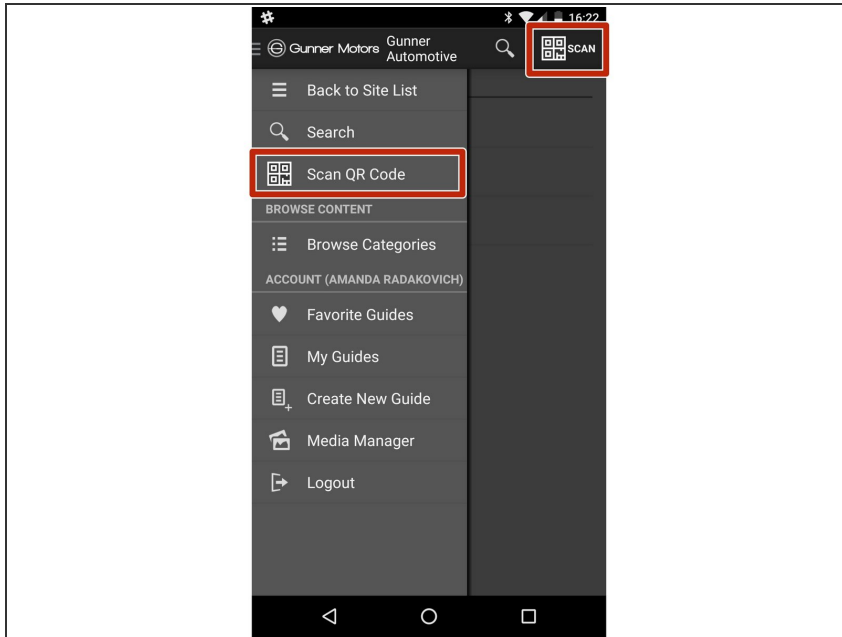 16:22
Gunner Motors
Gunner
Automotive
SCAN
Back to Site List
Search
Scan QR Code
BROWSE CONTENT
Browse Categories
ACCOUNT (AMANDA RADAKOVICH)
Favorite Guides
My Guides
Create New Guide
Media Manager
Logout